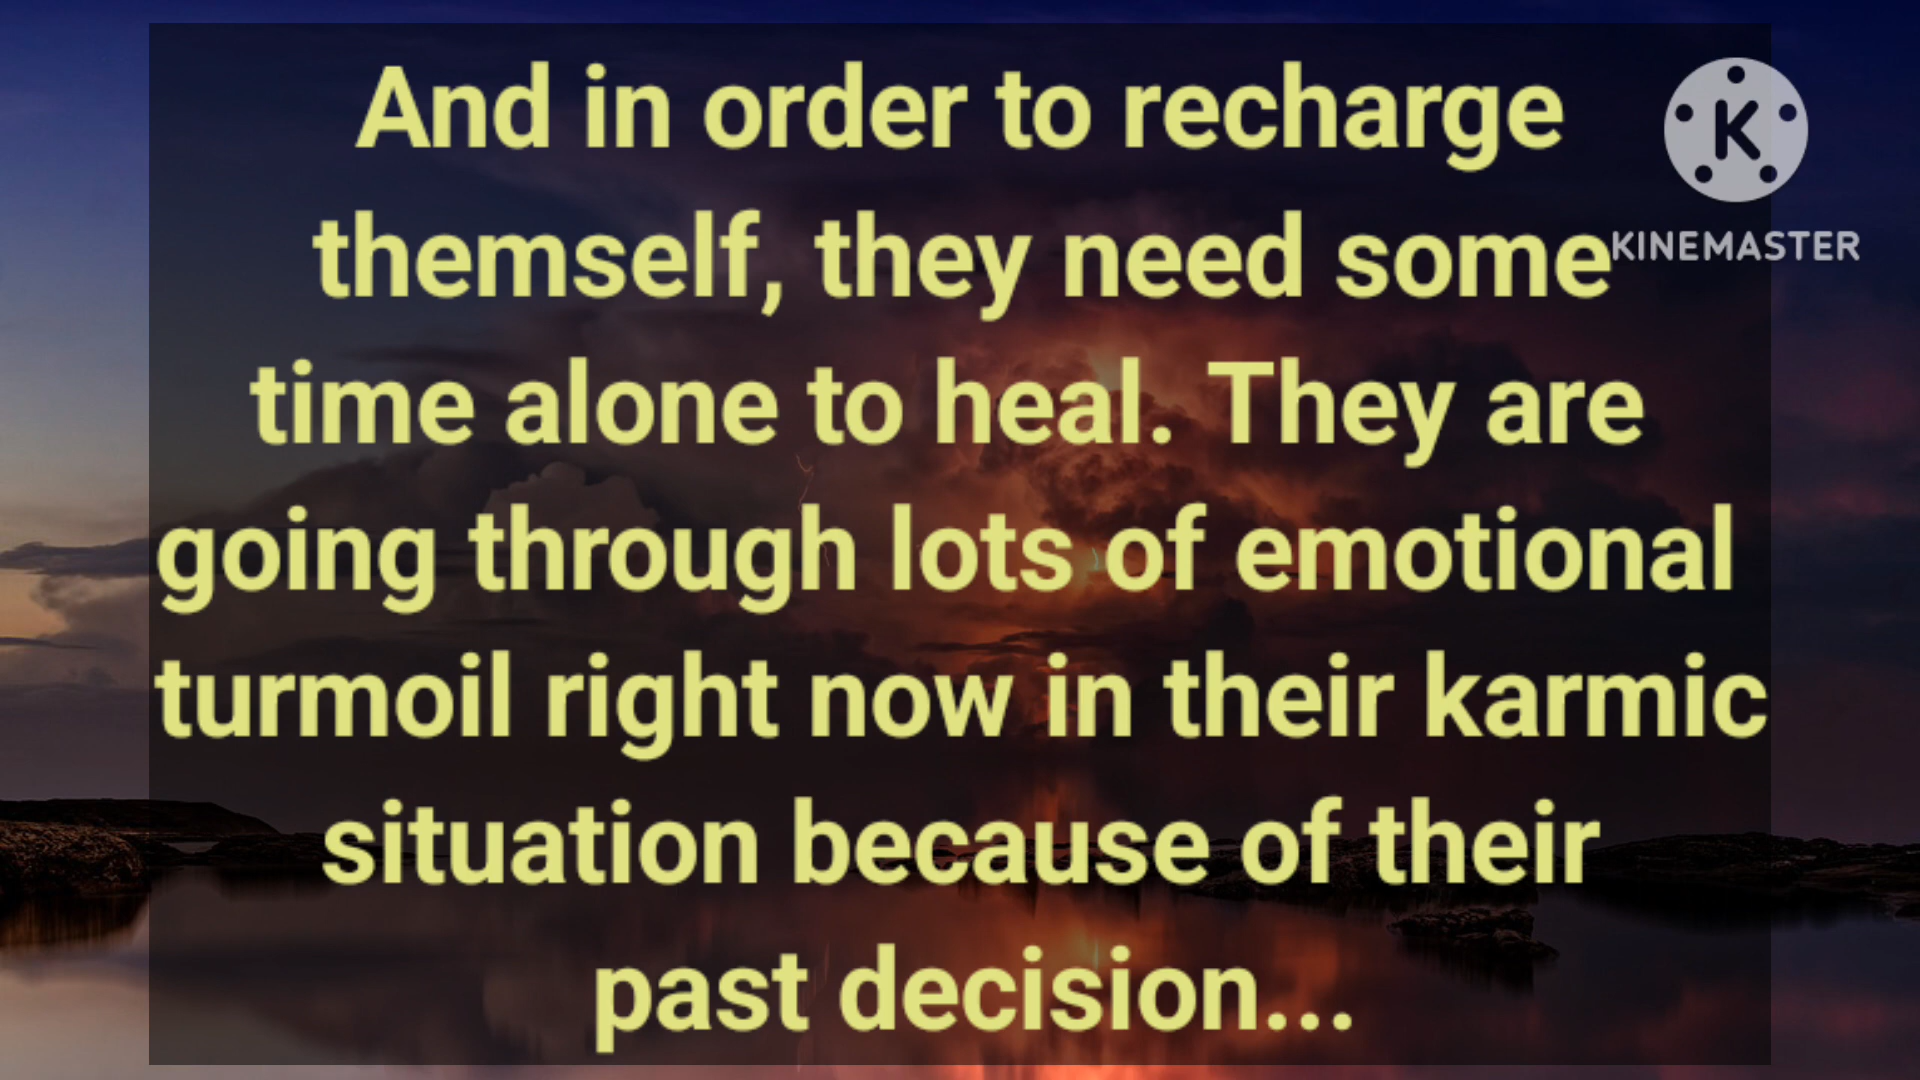 And in order to recharge
themself, they need some
time alone to heal. They are
going through lots of emotional
turmoil right now in their karmic
situation because of their
past decision...
K
KINEMASTER